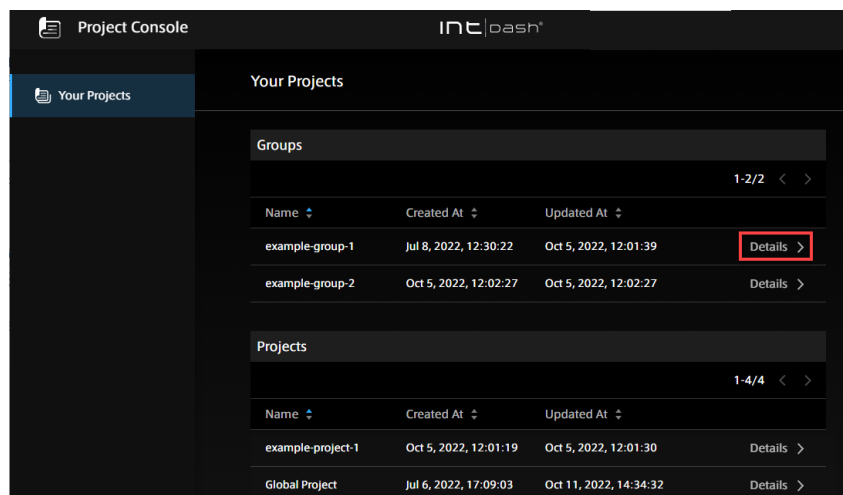 Project Console
intdash®
Your Projects
Your Projects
Groups
1-2/2
Name Created At Updated At
example-group-1 Jul 8, 2022, 12:30:22 Oct 5, 2022, 12:01:39 Details
example-group-2 Oct 5, 2022, 12:02:27 Oct 5, 2022, 12:02:27 Details
Projects
1-4/4
Name Created At Updated At
example-project-1 Oct 5, 2022, 12:01:19 Oct 5, 2022, 12:01:30 Details
Global Project Jul 6, 2022, 17:09:03 Oct 11, 2022, 14:34:32 Details